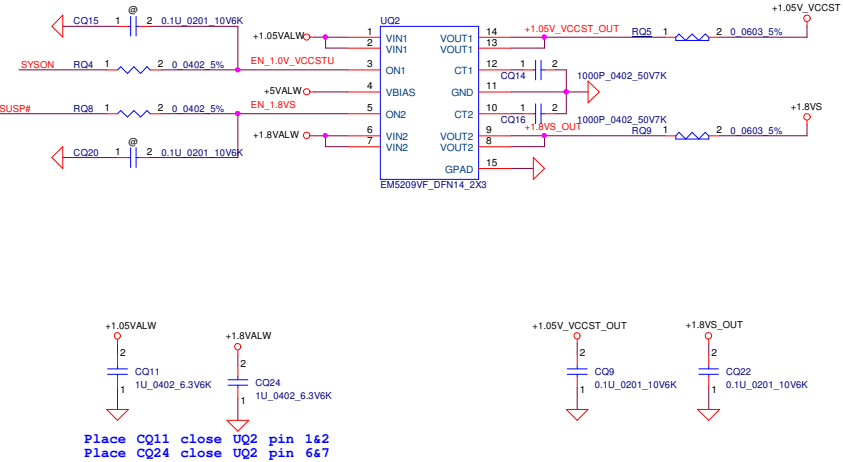 +1.05V_VCCST
@
CQ15 1 2 0.1U_0201_10V6K
UQ2
+1.05VALW 1 VIN1 VOUT1 14 +1.05V_VCCST_OUT RQ5 1 2 0_0603_5%
2 VIN1 VOUT1 13
SYSON RQ4 1 2 0_0402_5% EN_1.0V_VCCSTU 3 ON1 CT1 12 1 2
CQ14 1000P_0402_50V7K
+5VALW 4 VBIAS GND 11
SUSP# RQ8 1 2 0_0402_5% EN_1.8VS 5 ON2 CT2 10 1 2 +1.8VS
CQ16 1000P_0402_50V7K
+1.8VALW 6 VIN2 VOUT2 9 +1.8VS_OUT RQ9 1 2 0_0603_5%
7 VIN2 VOUT2 8
@
CQ20 1 2 0.1U_0201_10V6K
GPAD 15
EM5209VF_DFN14_2X3
+1.05VALW
2
CQ11
1U_0402_6.3V6K
1
+1.8VALW
2
CQ24
1U_0402_6.3V6K
1
+1.05V_VCCST_OUT
2
CQ9
0.1U_0201_10V6K
1
+1.8VS_OUT
2
CQ22
0.1U_0201_10V6K
1
Place CQ11 close UQ2 pin 1&2
Place CQ24 close UQ2 pin 6&7